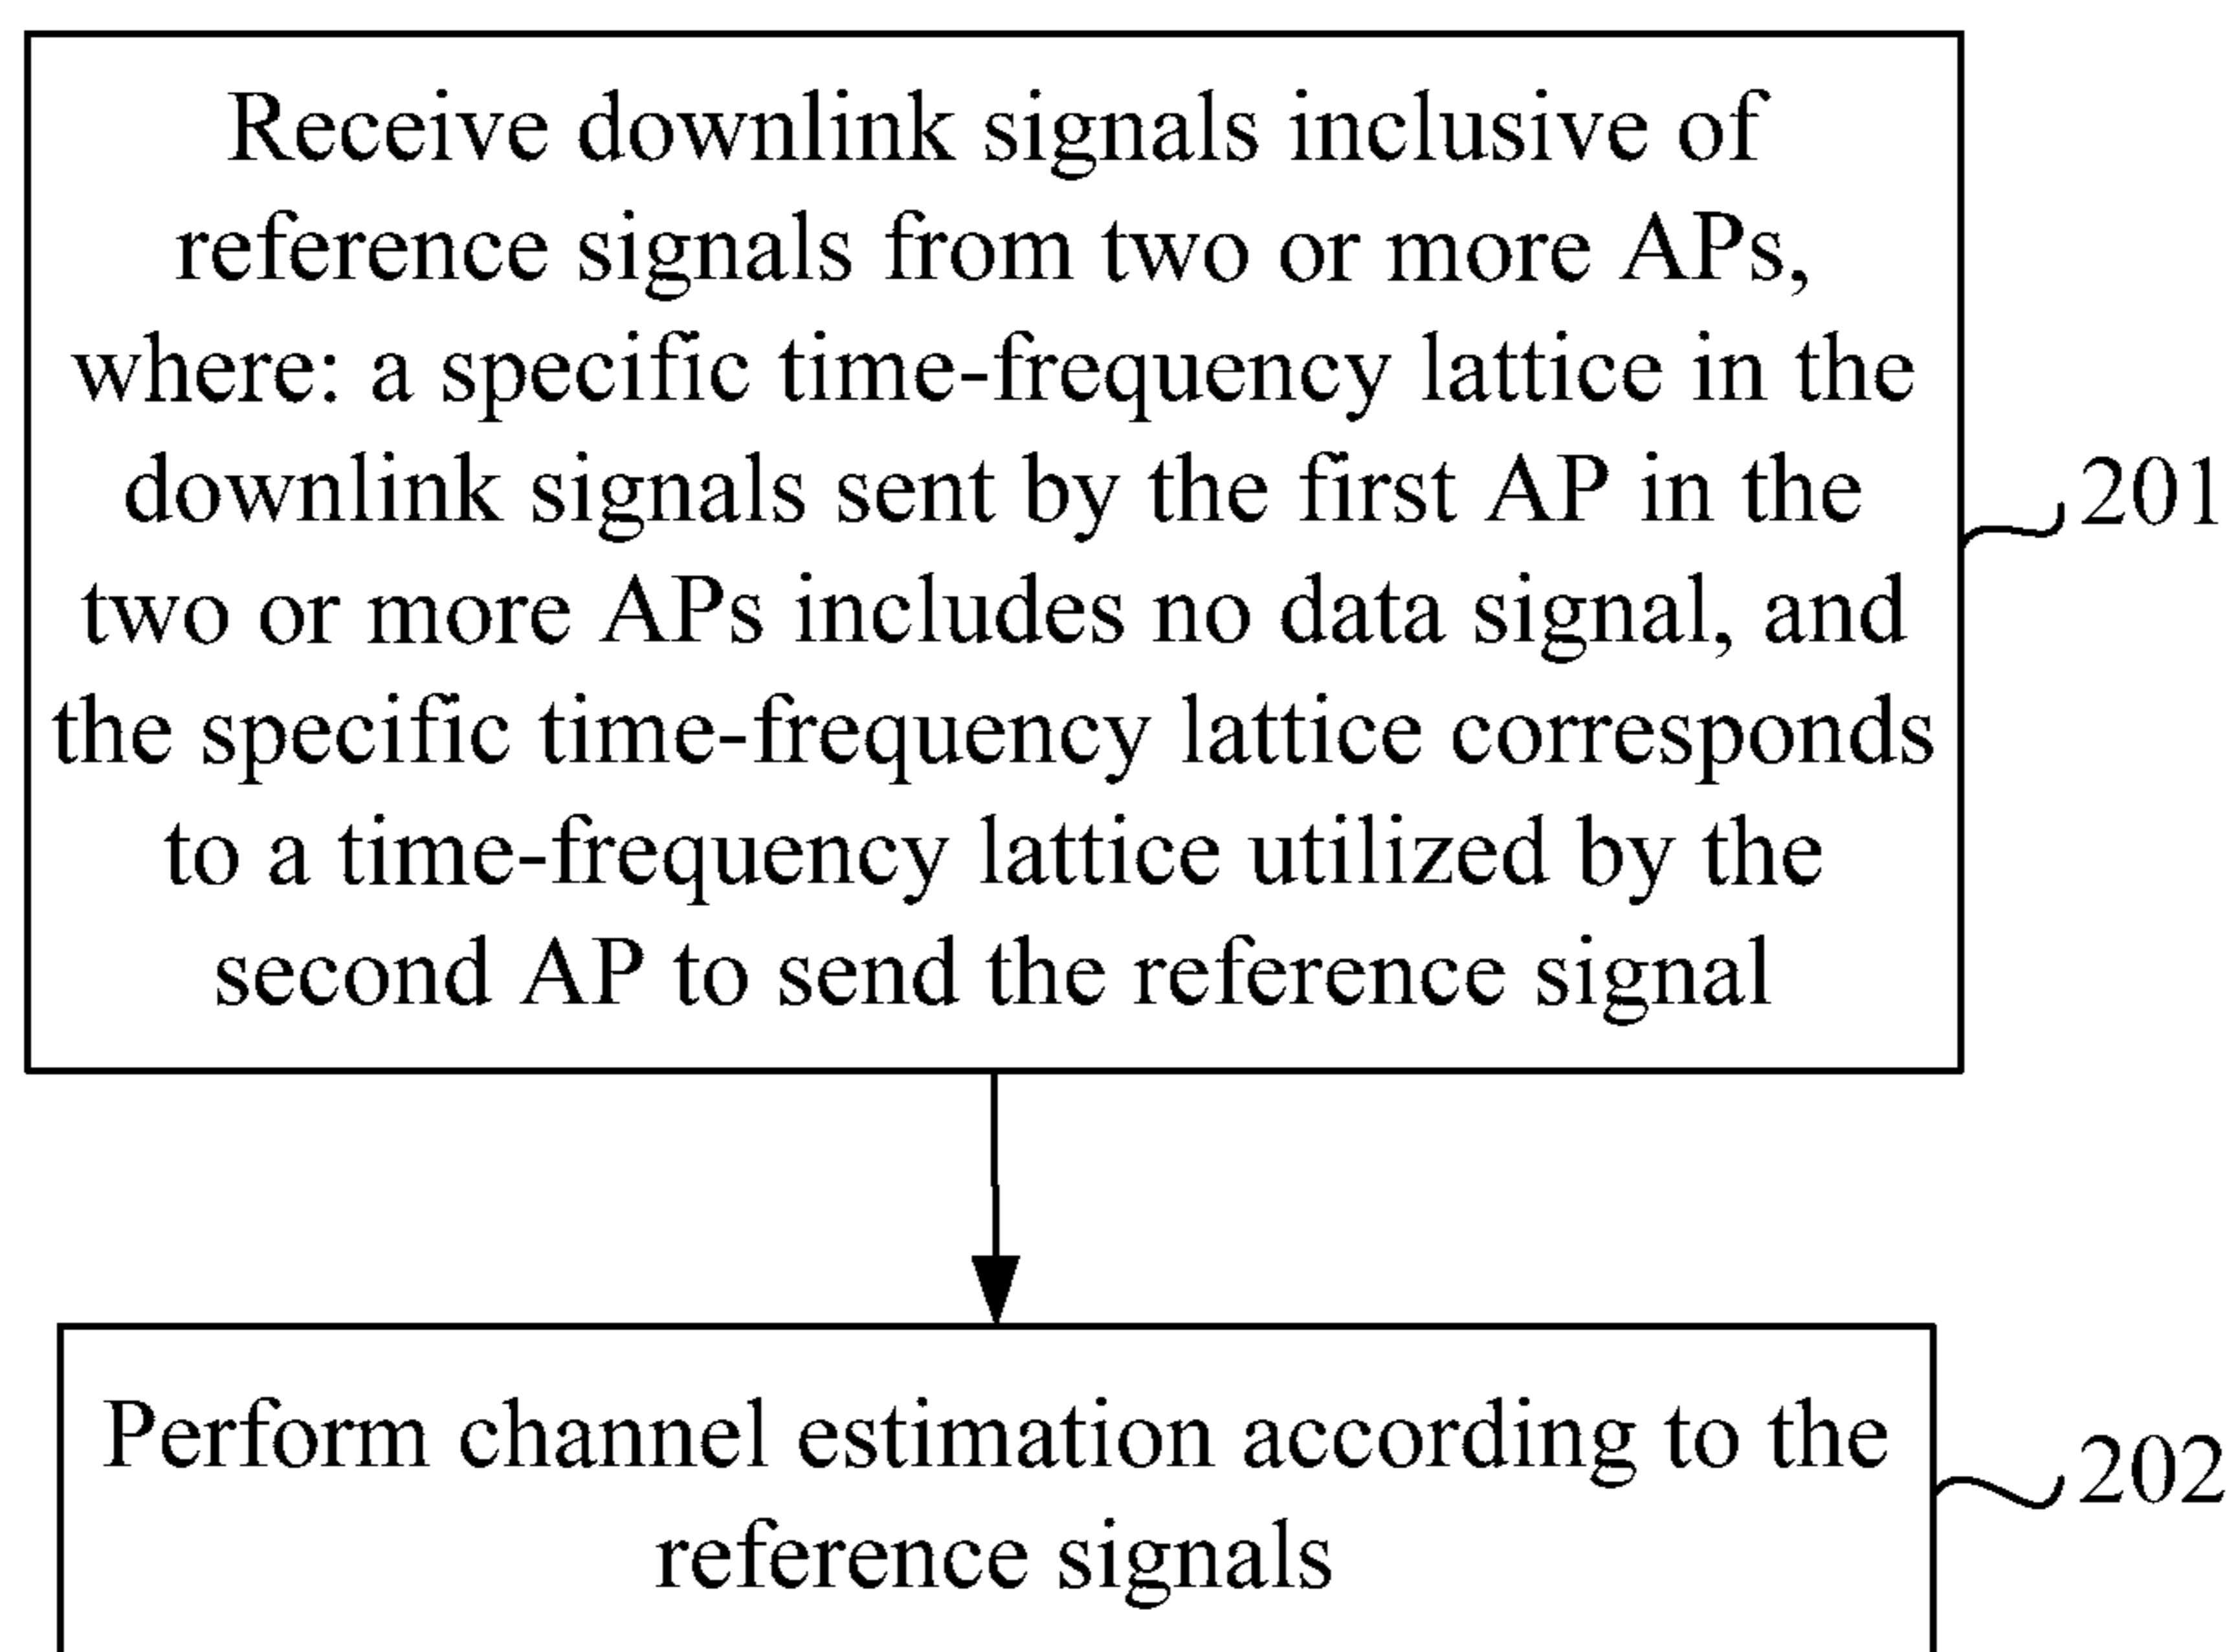 Receive downlink signals inclusive of
reference signals from two or more APs,
where: a specific time-frequency lattice in the
downlink signals sent by the first AP in the
two or more APs includes no data signal, and
the specific time-frequency lattice corresponds
to a time-frequency lattice utilized by the
second AP to send the reference signal
201
Perform channel estimation according to the
reference signals
202